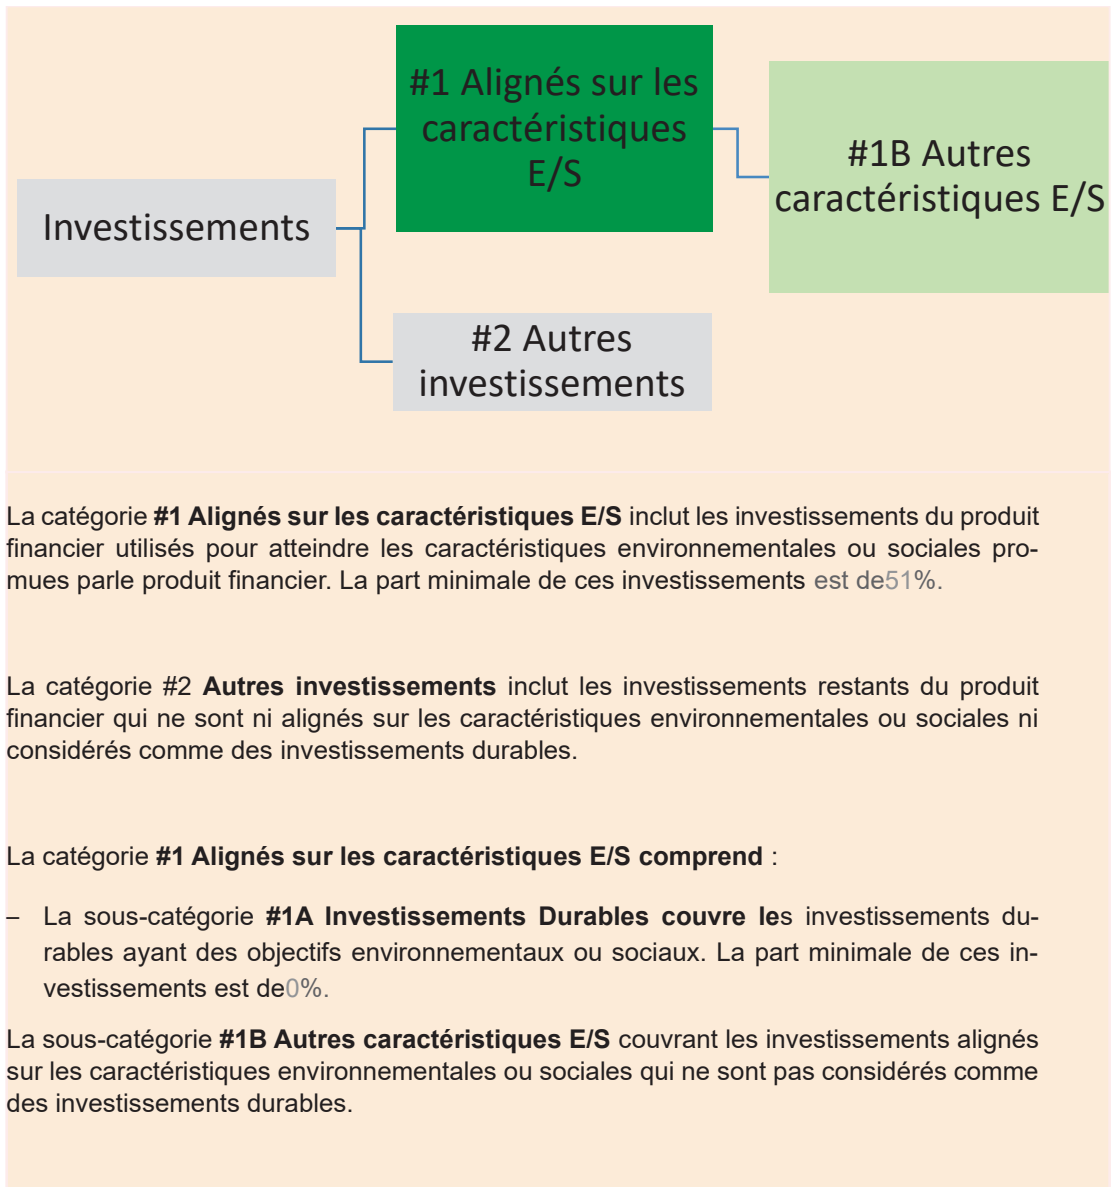 #1 Alignés sur les
caractéristiques
E/S
#1B Autres
caractéristiques E/S
Investissements
#2 Autres
investissements
La catégorie #1 Alignés sur les caractéristiques E/S inclut les investissements du produit
financier utilisés pour atteindre les caractéristiques environnementales ou sociales pro-
mues parle produit financier. La part minimale de ces investissements est de51%.
La catégorie #2 Autres investissements inclut les investissements restants du produit
financier qui ne sont ni alignés sur les caractéristiques environnementales ou sociales ni
considérés comme des investissements durables.
La catégorie #1 Alignés sur les caractéristiques E/S comprend :
– La sous-catégorie #1A Investissements Durables couvre les investissements du-
rables ayant des objectifs environnementaux ou sociaux. La part minimale de ces in-
vestissements est de0%.
La sous-catégorie #1B Autres caractéristiques E/S couvrant les investissements alignés
sur les caractéristiques environnementales ou sociales qui ne sont pas considérés comme
des investissements durables.